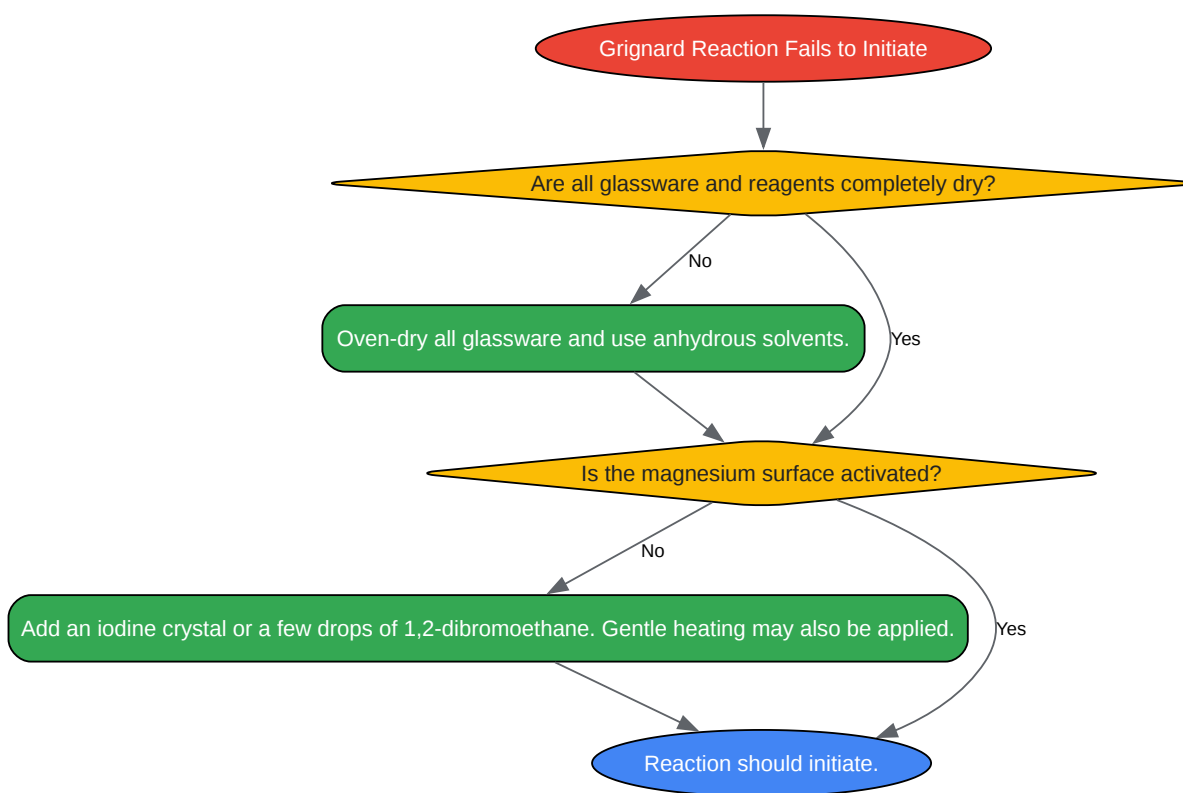 Grignard Reaction Fails to Initiate
Are all glassware and reagents completely dry?
No
Oven-dry all glassware and use anhydrous solvents.
Yes
Is the magnesium surface activated?
No
Add an iodine crystal or a few drops of 1,2-dibromoethane. Gentle heating may also be applied.
Yes
Reaction should initiate.